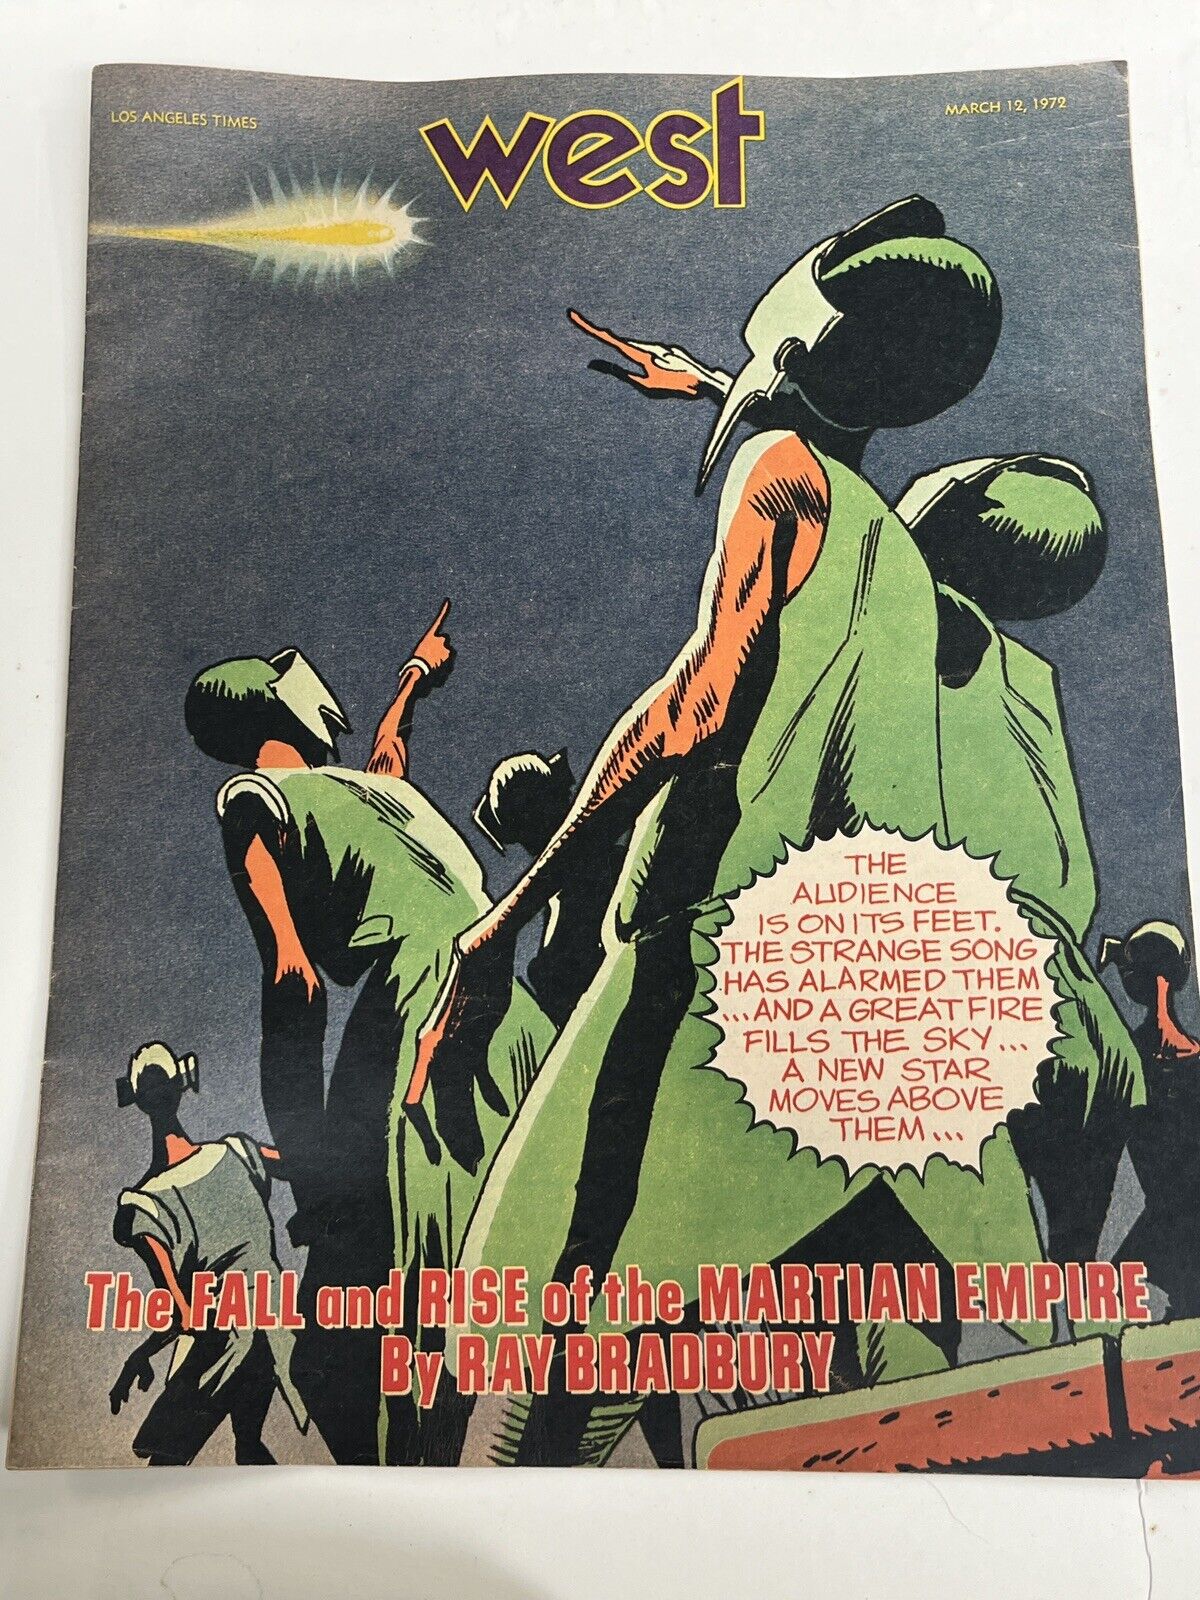 LOS ANGELES TIMES
west
MARCH 12, 1972
THE
AUDIENCE
IS ON ITS FEET.
THE STRANGE SONG
HAS ALARMED THEM
...AND A GREAT FIRE
FILLS THE SKY...
A NEW STAR
MOVES ABOVE
THEM...
The FALL and RISE of the MARTIAN EMPIRE
By RAY BRADBURY